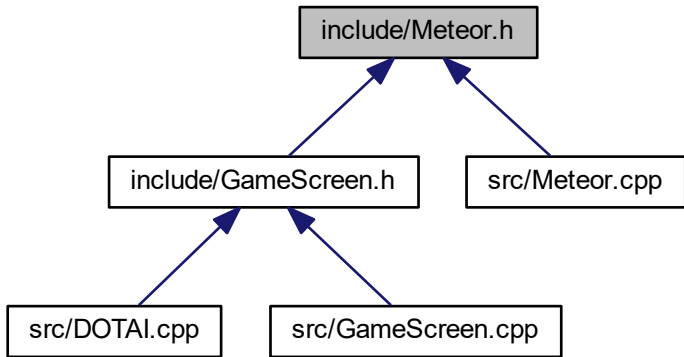 include/Meteor.h
include/GameScreen.h
src/Meteor.cpp
src/DOTAI.cpp
src/GameScreen.cpp